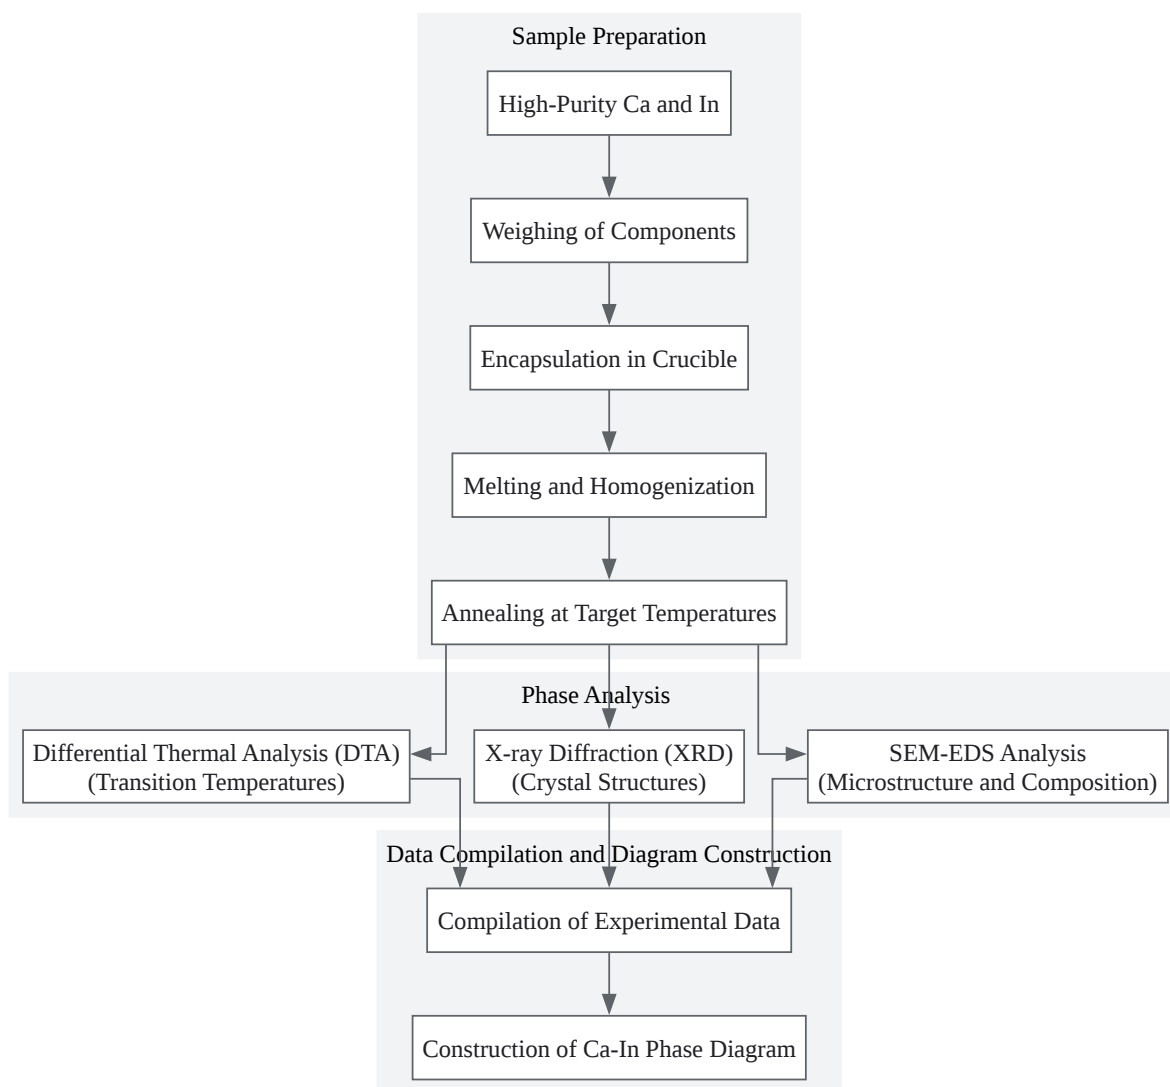 Sample Preparation
High-Purity Ca and In
Weighing of Components
Encapsulation in Crucible
Melting and Homogenization
Annealing at Target Temperatures
Phase Analysis
Differential Thermal Analysis (DTA)
(Transition Temperatures)
X-ray Diffraction (XRD)
(Crystal Structures)
SEM-EDS Analysis
(Microstructure and Composition)
Data Compilation and Diagram Construction
Compilation of Experimental Data
Construction of Ca-In Phase Diagram